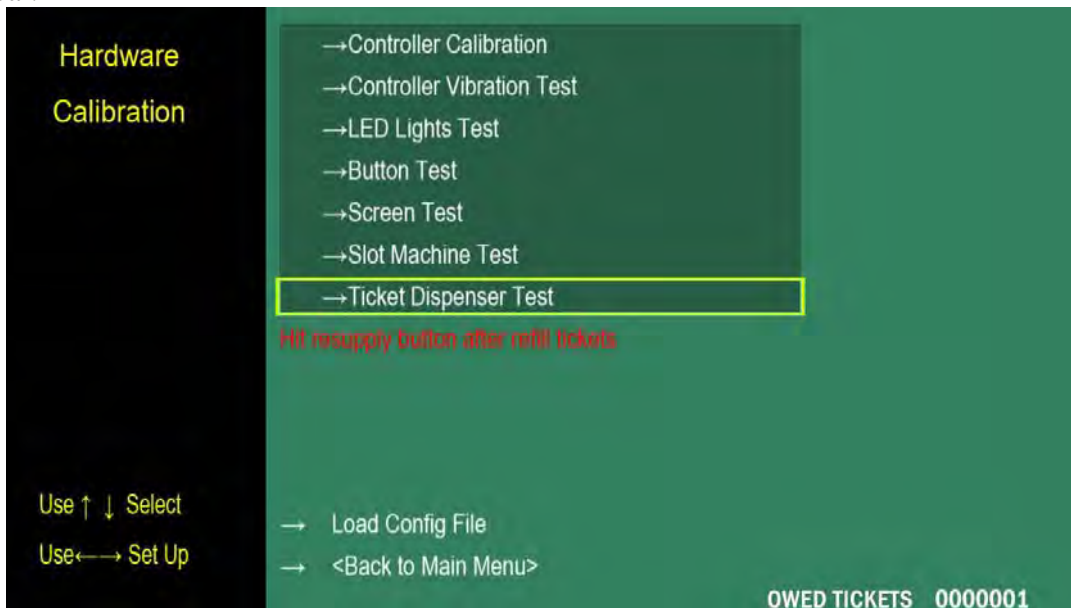 Hardware
Calibration
→Controller Calibration
→Controller Vibration Test
→LED Lights Test
→Button Test
→Screen Test
→Slot Machine Test
→Ticket Dispenser Test
Hit resupply button after refill tickets
Use ↑ ↓ Select
Use←→ Set Up
→ Load Config File
→ <Back to Main Menu>
OWED TICKETS 0000001